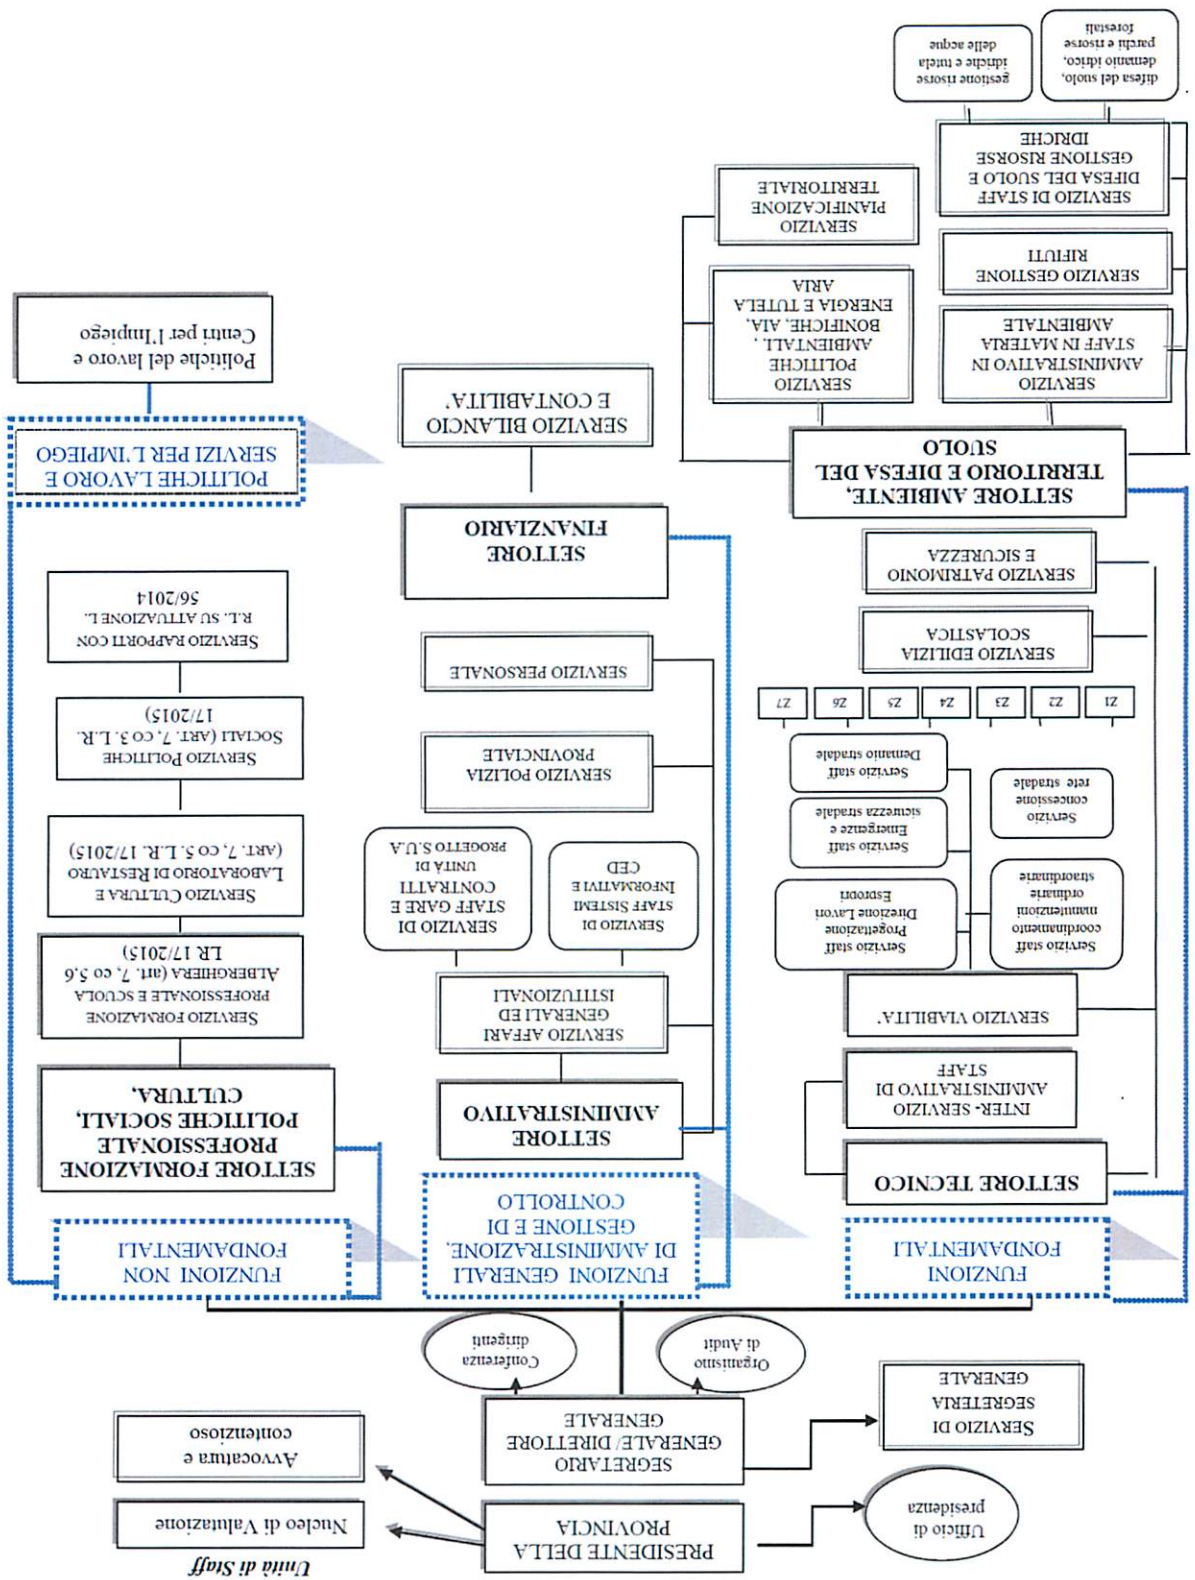 Unità di Staff
Ufficio di
presidenza
PRESIDENTE DELLA
PROVINCIA
Nucleo di Valutazione
SERVIZIO DI
SEGRETERIA
GENERALE
SEGRETARIO
GENERALE/ DIRETTORE
GENERALE
Avvocatura e
contenzioso
Organismo
di Audit
Conferenza
dirigenti
FUNZIONI
FONDAMENTALI
FUNZIONI GENERALI
DI AMMINISTRAZIONE,
GESTIONE E DI
CONTROLLO
FUNZIONI NON
FONDAMENTALI
SETTORE TECNICO
INTER- SERVIZIO
AMMINISTRATIVO DI
STAFF
SERVIZIO VIABILITA'
Servizio staff
coordinamento
manutenzioni
ordinarie
straordinarie
Servizio staff
Progettazione
Direzione Lavori
Espropri
Servizio
concessione
rete stradale
Servizio staff
Emergenze e
sicurezza stradale
Servizio staff
Demanio stradale
Z1
Z2
Z3
Z4
Z5
Z6
Z7
SERVIZIO EDILIZIA
SCOLASTICA
SERVIZIO PATRIMONIO
E SICUREZZA
SETTORE AMBIENTE,
TERRITORIO E DIFESA DEL
SUOLO
SERVIZIO
AMMINISTRATIVO IN
STAFF IN MATERIA
AMBIENTALE
SERVIZIO GESTIONE
RIFIUTI
SERVIZIO DI STAFF
DIFESA DEL SUOLO E
GESTIONE RISORSE
IDRICHE
difesa del suolo,
demanio idrico,
parchi e risorse
forestali
gestione risorse
idriche e tutela
delle acque
SERVIZIO
POLITICHE
AMBIENTALI ,
BONIFICHE, AIA,
ENERGIA E TUTELA
ARIA
SERVIZIO
PIANIFICAZIONE
TERRITORIALE
SETTORE
AMMINISTRATIVO
SERVIZIO AFFARI
GENERALI ED
ISTITUZIONALI
SERVIZIO DI
STAFF SISTEMI
INFORMATIVI E
CED
SERVIZIO DI
STAFF GARE E
CONTRATTI
UNITÀ DI
PROGETTO S.U.A
SERVIZIO POLIZIA
PROVINCIALE
SERVIZIO PERSONALE
SETTORE
FINANZIARIO
SERVIZIO BILANCIO
E CONTABILITA'
SETTORE FORMAZIONE
PROFESSIONALE
POLITICHE SOCIALI,
CULTURA,
SERVIZIO FORMAZIONE
PROFESSIONALE E SCUOLA
ALBERGHIERA (art. 7, co 5,6
LR 17/2015)
SERVIZIO CULTURA E
LABORATORIO DI RESTAURO
(ART. 7, CO 5 L.R. 17/2015)
SERVIZIO POLITICHE
SOCIALI (ART. 7, CO 3 L.R.
17/2015)
SERVIZIO RAPPORTI CON
R.L. SU ATTUAZIONE L.
56/2014
POLITICHE LAVORO E
SERVIZI PER L'IMPIEGO
Politiche del lavoro e
Centri per l'Impiego